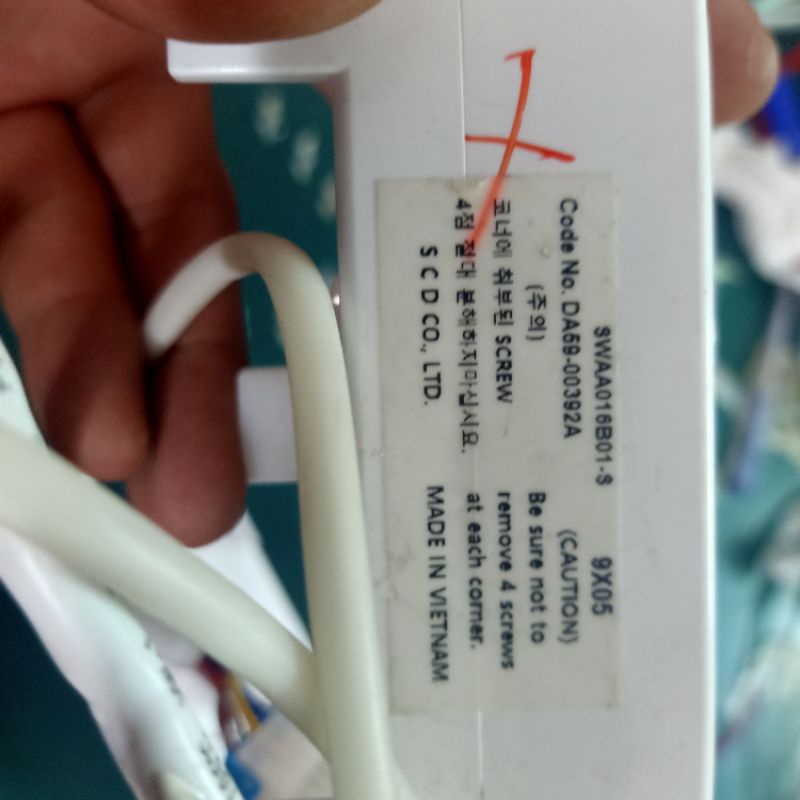 SWAA016B01-S 9X05
Code No. DA59-00392A
(주의)
코너에 취부된 SCREW
4점 절대 분해하지마십시요.
S C D CO., LTD.
(CAUTION)
Be sure not to
remove 4 screws
at each corner.
MADE IN VIETNAM